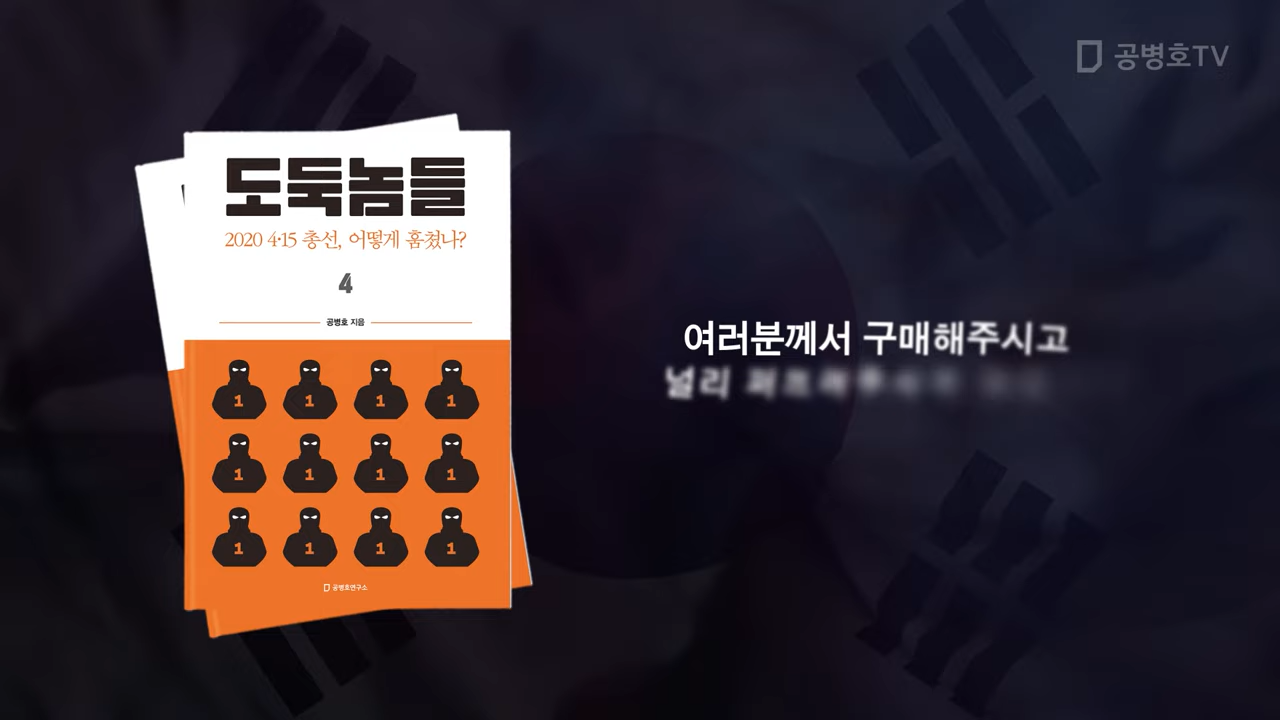 공병호TV
도둑놈들
2020 4·15 총선, 어떻게 훔쳤나?
4
공병호 지음
1 1 1 1
1 1 1 1
1 1 1 1
공병호연구소
여러분께서 구매해주시고
널리